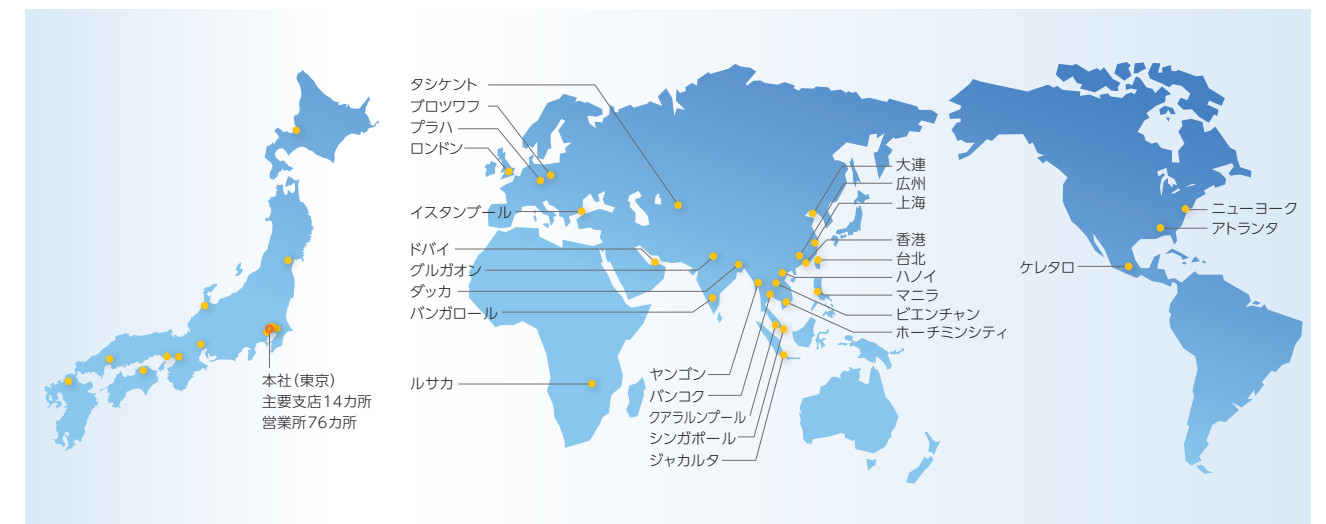 本社（東京）
主要支店14カ所
営業所76カ所
タシケント
ブロツワフ
プラハ
ロンドン
イスタンブール
ドバイ
グルガオン
ダッカ
バンガロール
ルサカ
ヤンゴン
バンコク
クアラルンプール
シンガポール
ジャカルタ
大連
広州
上海
香港
台北
ハノイ
マニラ
ビエンチャン
ホーチミンシティ
ニューヨーク
アトランタ
ケレタロ